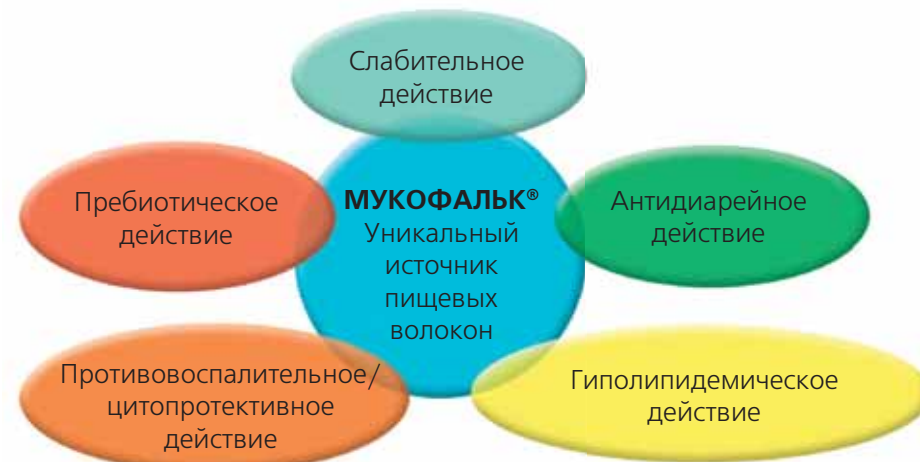 Слабительное
действие
Пребиотическое
действие
МУКОФАЛЬК®
Уникальный
источник
пищевых
волокон
Антидиарейное
действие
Противовоспалительное/
цитопротективное
действие
Гиполипидемическое
действие